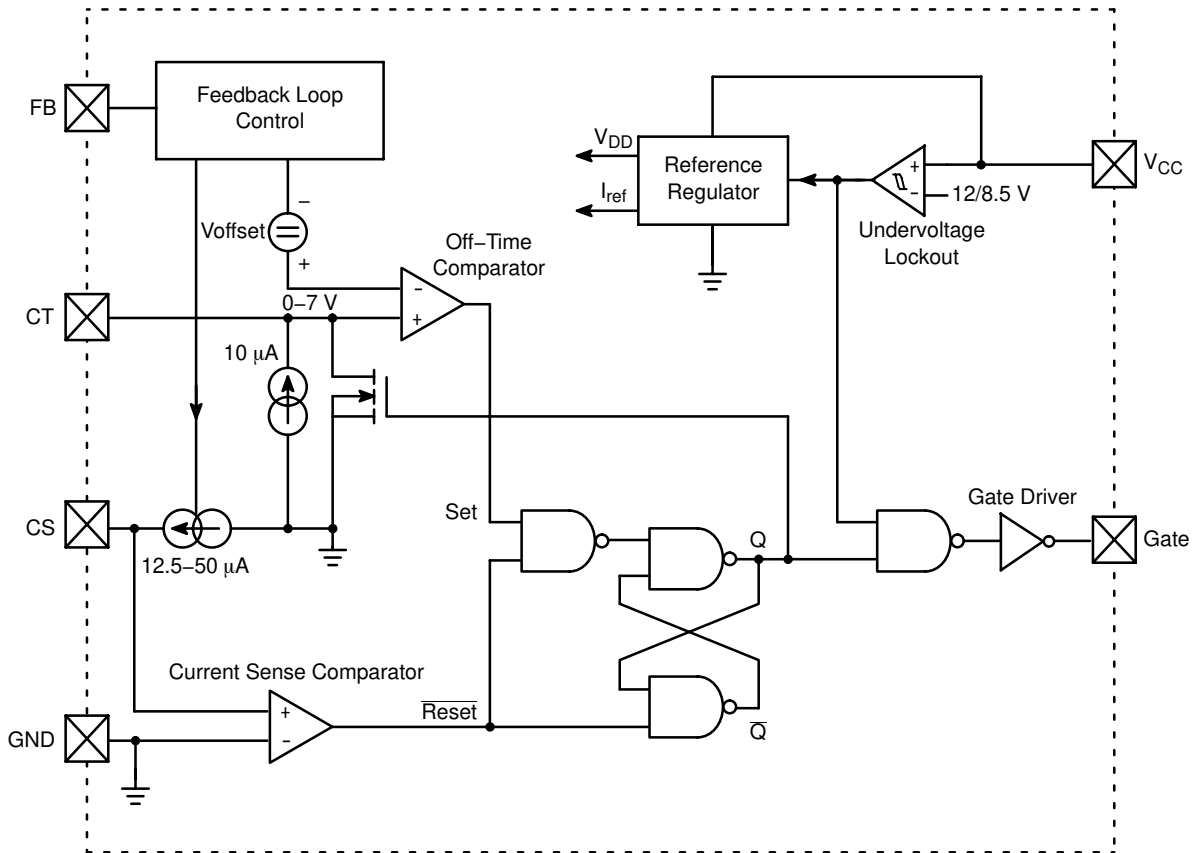 Feedback Loop
Control
FB
V_DD
I_ref
Reference
Regulator
+
−
12/8.5 V
V_CC
Undervoltage
Lockout
−
Voffset
+
Off−Time
Comparator
0−7 V
−
+
CT
10 μA
CS
12.5−50 μA
Set
Q
Gate Driver
Gate
Current Sense Comparator
+
−
R̅e̅s̅e̅t̅
Q̅
GND